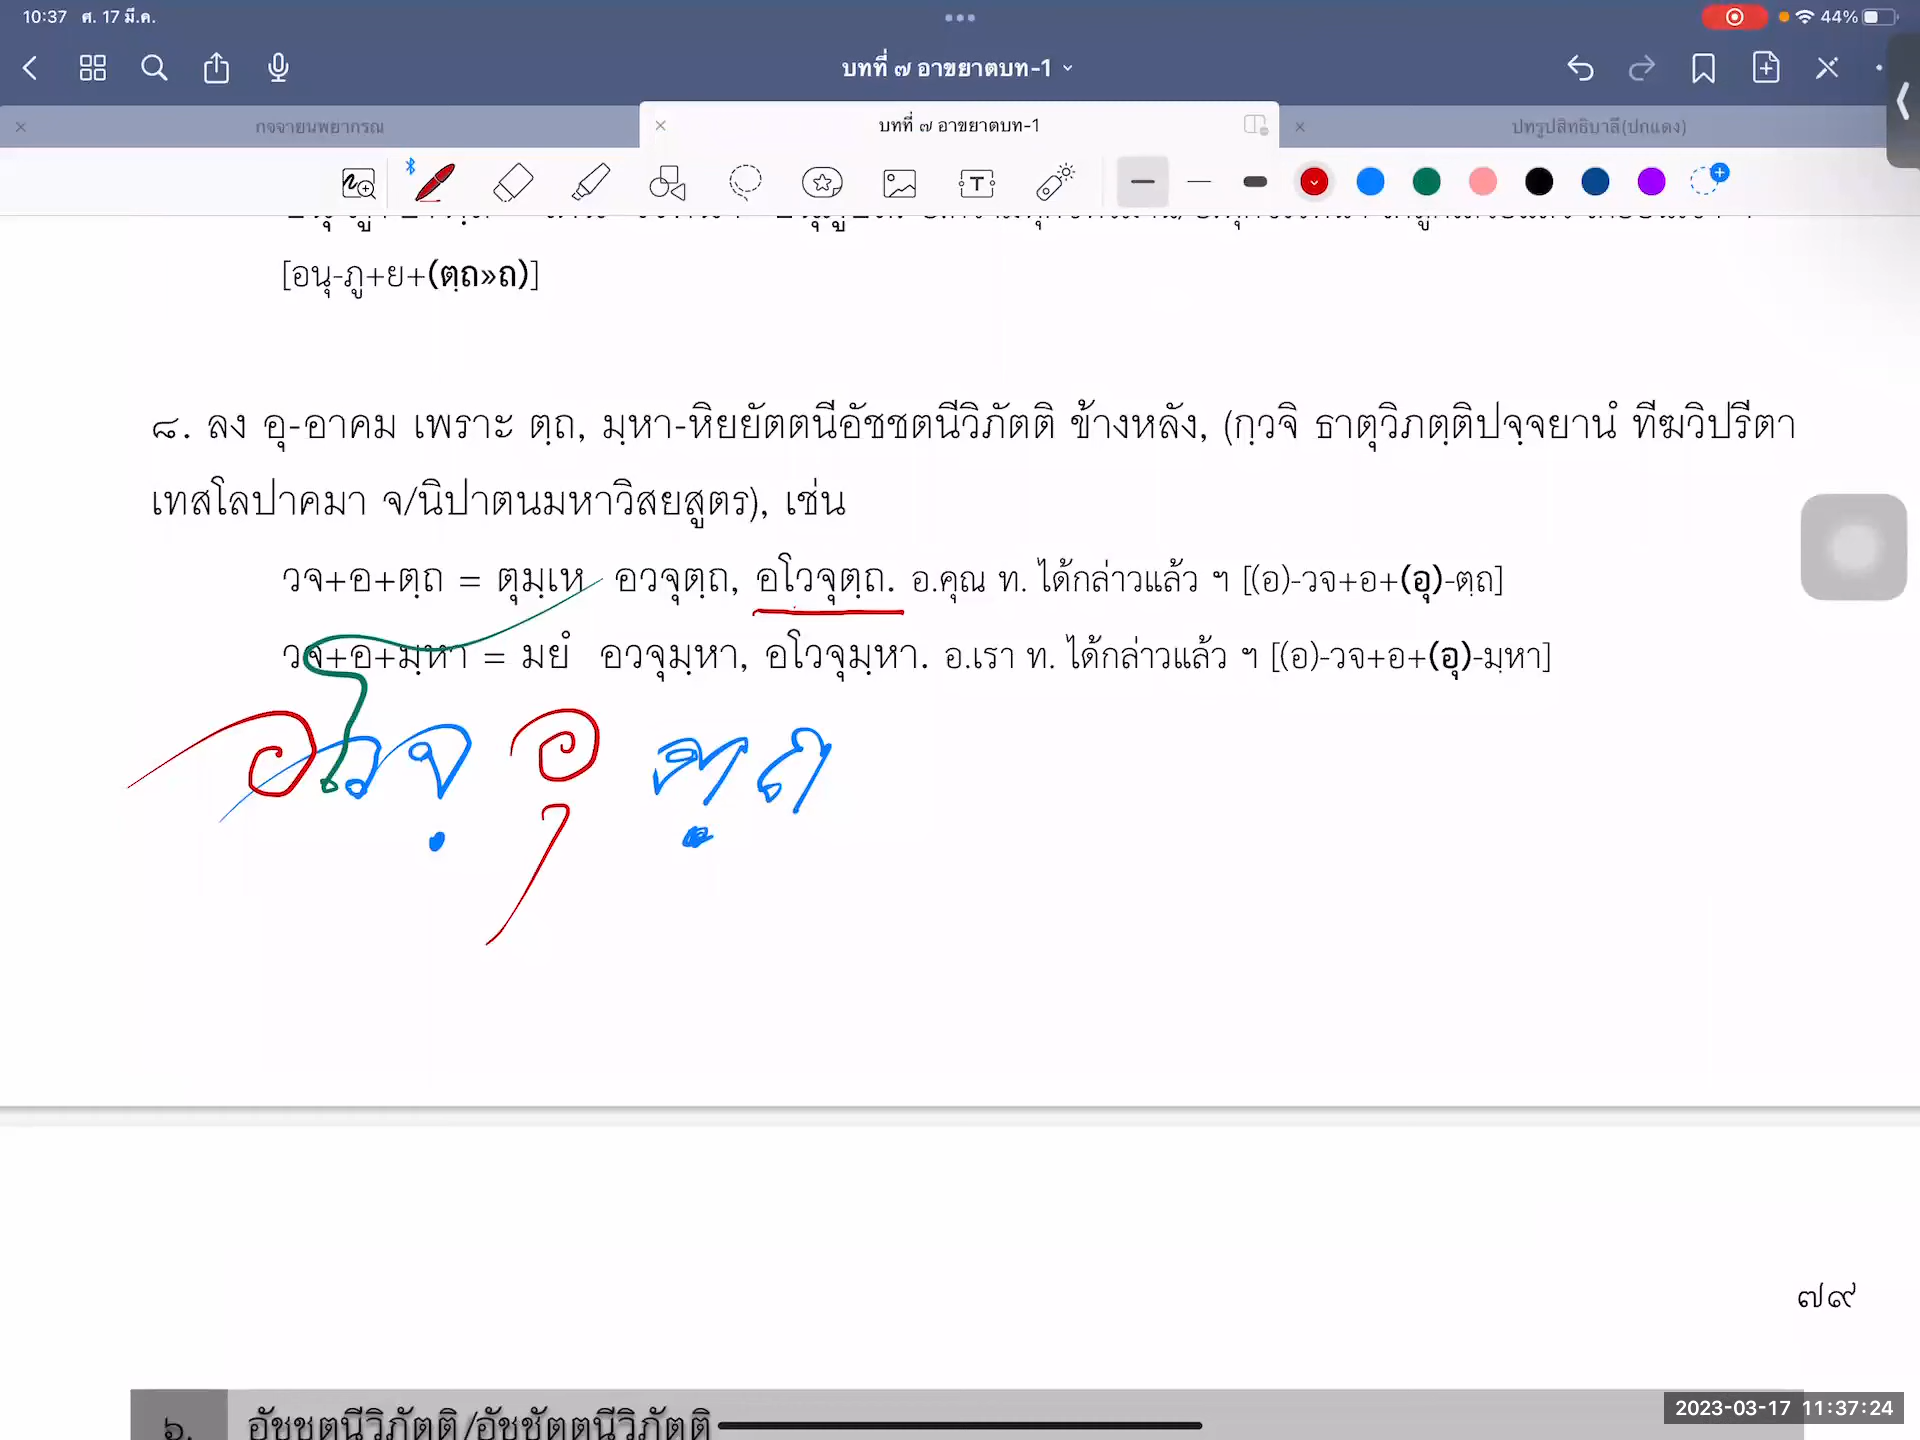 10:37 ศ. 17 มี.ค.
44%
บทที่ ๗ อาขยาตบท-1
กจจายนพยากรณ
บทที่ ๗ อาขยาตบท-1
ปทรูปสิทธิบาลี(ปกแดง)
[อนุ-ภู+ย+(ตฺถ»ถ)]
๘. ลง อุ-อาคม เพราะ ตฺถ, มฺหา-หิยยัตตนีอัชชตนีวิภัตติ ข้างหลัง, (กฺวจิ ธาตุวิภตฺติปจฺจยานํ ทีฆวิปรีตา
เทสโลปาคมา จ/นิปาตนมหาวิสยสูตร), เช่น
วจ+อ+ตฺถ = ตุมฺเห อวจุตฺถ, อโวจุตฺถ. อ.คุณ ท. ได้กล่าวแล้ว ฯ [(อ)-วจ+อ+(อุ)-ตฺถ]
วจ+อ+มฺหา = มยํ อวจุมฺหา, อโวจุมฺหา. อ.เรา ท. ได้กล่าวแล้ว ฯ [(อ)-วจ+อ+(อุ)-มฺหา]
อโวจฺ อุ ตฺถ
๗๙
๖. อัชชตนีวิภัตติ/อัชชัตตนีวิภัตติ
2023-03-17 11:37:24